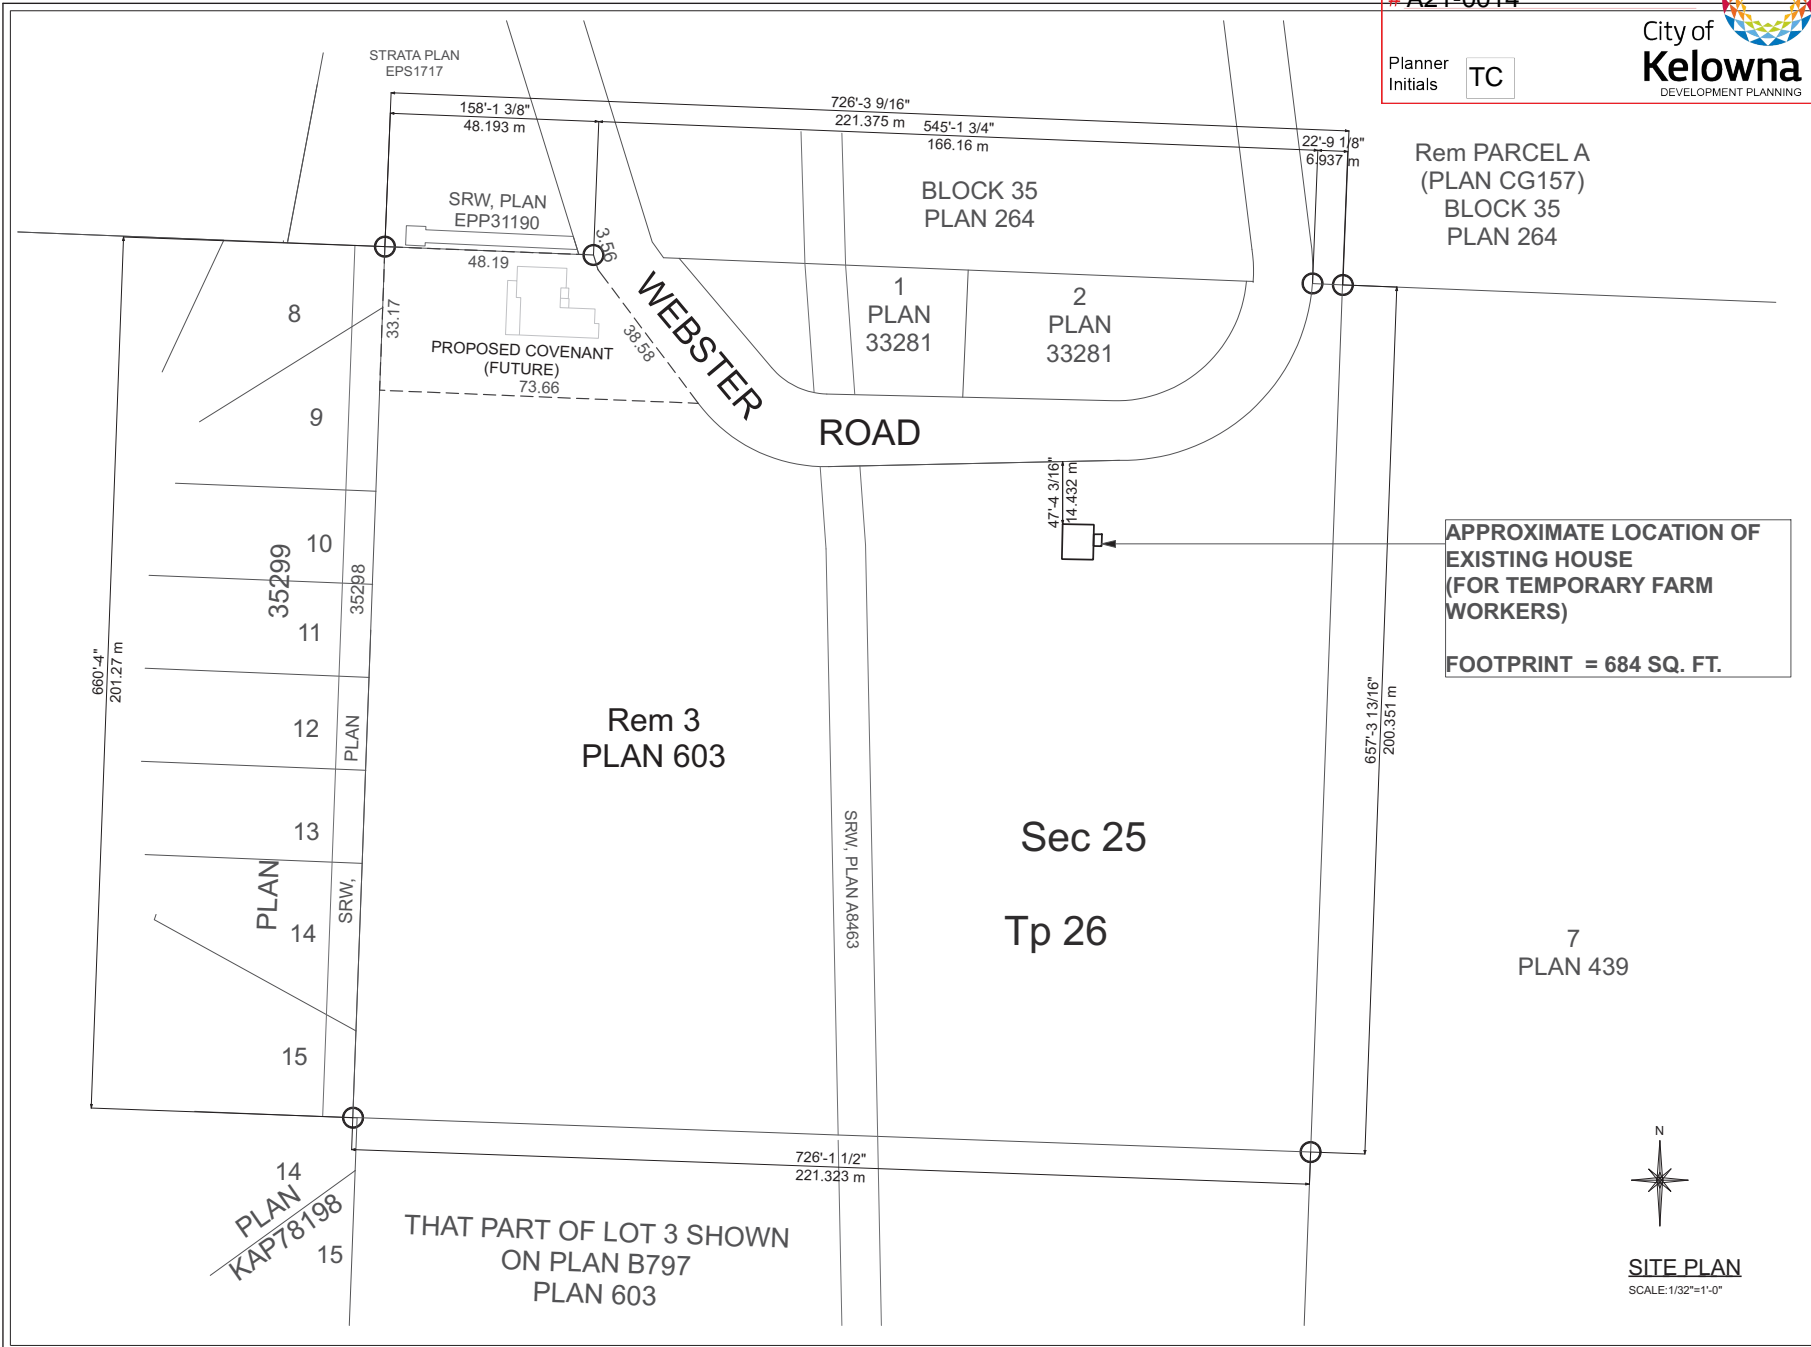 # A21-0014
City of
Kelowna
DEVELOPMENT PLANNING
Planner
Initials
TC
STRATA PLAN
EPS1717
158'-1 3/8"
48.193 m
726'-3 9/16"
221.375 m
545'-1 3/4"
166.16 m
22'-9 1/8"
6.937 m
Rem PARCEL A
(PLAN CG157)
BLOCK 35
PLAN 264
SRW, PLAN
EPP31190
BLOCK 35
PLAN 264
3.56
48.19
33.17
38.58
PROPOSED COVENANT
(FUTURE)
73.66
WEBSTER
ROAD
1
PLAN
33281
2
PLAN
33281
8
9
10
11
12
13
14
15
35299
PLAN
35298
PLAN
SRW,
660'-4"
201.27 m
47'-4 3/16"
14.432 m
APPROXIMATE LOCATION OF
EXISTING HOUSE
(FOR TEMPORARY FARM
WORKERS)
FOOTPRINT = 684 SQ. FT.
657'-3 13/16"
200.351 m
Rem 3
PLAN 603
SRW, PLAN A8463
Sec 25
Tp 26
7
PLAN 439
726'-1 1/2"
221.323 m
14
PLAN
KAP78198
15
THAT PART OF LOT 3 SHOWN
ON PLAN B797
PLAN 603
N
SITE PLAN
SCALE:1/32"=1'-0"